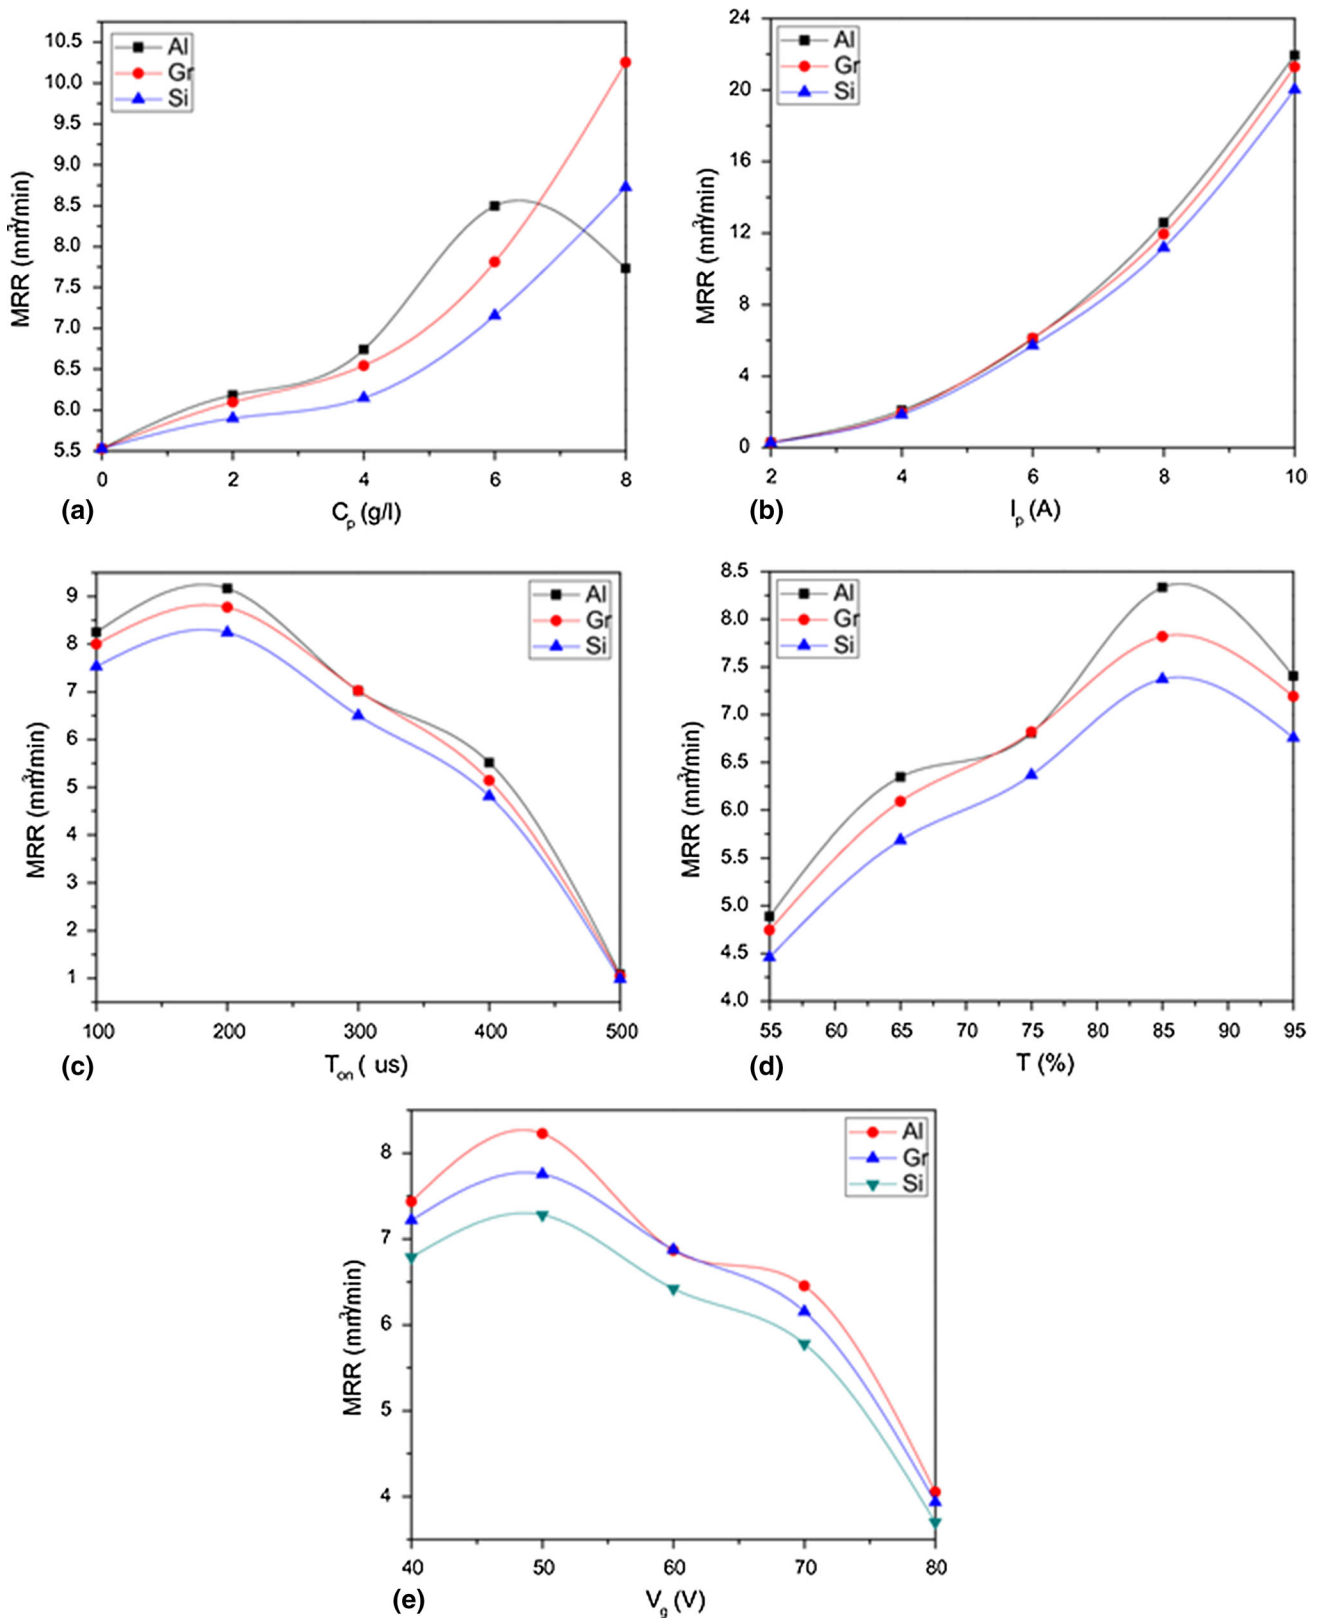 10.5
10.0
9.5
9.0
8.5
8.0
7.5
7.0
6.5
6.0
5.5
MRR (mm³/min)
Al
Gr
Si
0 2 4 6 8
(a)
Cp (g/l)
24
20
16
12
8
4
0
MRR (mm³/min)
Al
Gr
Si
2 4 6 8 10
(b)
Ip (A)
9
8
7
6
5
4
3
2
1
MRR (mm³/min)
Al
Gr
Si
100 200 300 400 500
(c)
Ton ( us)
8.5
8.0
7.5
7.0
6.5
6.0
5.5
5.0
4.5
4.0
MRR (mm³/min)
Al
Gr
Si
55 60 65 70 75 80 85 90 95
(d)
T (%)
8
7
6
5
4
MRR (mm³/min)
Al
Gr
Si
40 50 60 70 80
(e)
Vg (V)